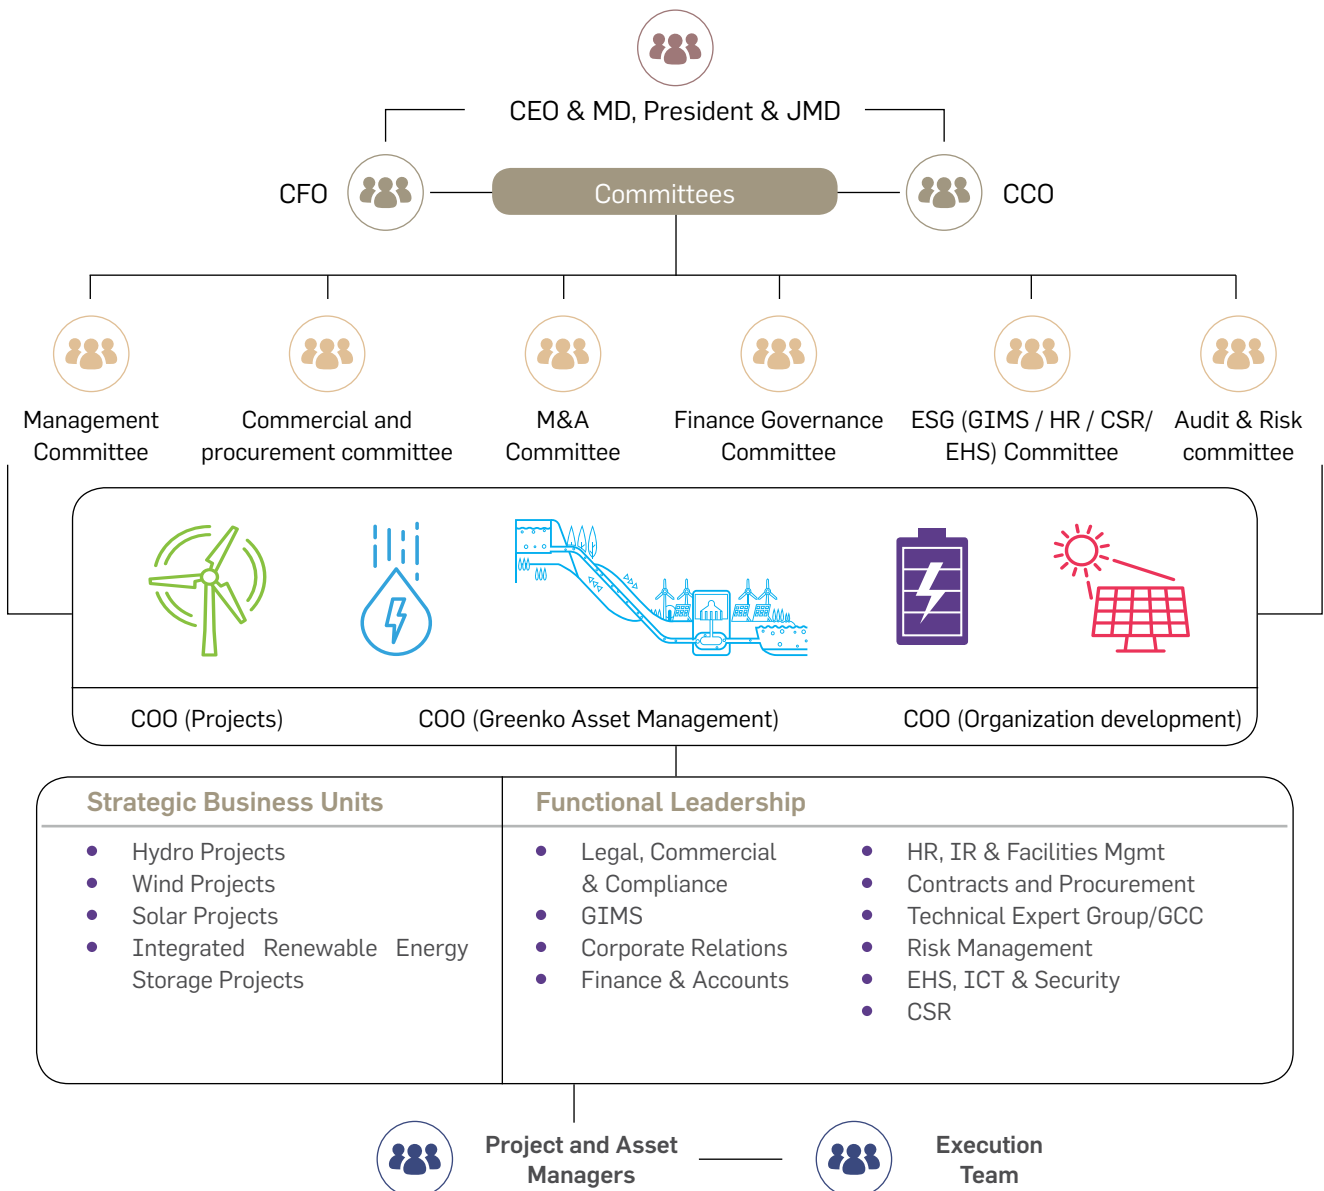 CEO & MD, President & JMD
CFO
Committees
CCO
Management
Committee
Commercial and
procurement committee
M&A
Committee
Finance Governance
Committee
ESG (GIMS / HR / CSR/
EHS) Committee
Audit & Risk
committee
COO (Projects)
COO (Greenko Asset Management)
COO (Organization development)
Strategic Business Units
Hydro Projects
Wind Projects
Solar Projects
Integrated Renewable Energy
Storage Projects
Functional Leadership
Legal, Commercial
& Compliance
GIMS
Corporate Relations
Finance & Accounts
HR, IR & Facilities Mgmt
Contracts and Procurement
Technical Expert Group/GCC
Risk Management
EHS, ICT & Security
CSR
Project and Asset
Managers
Execution
Team